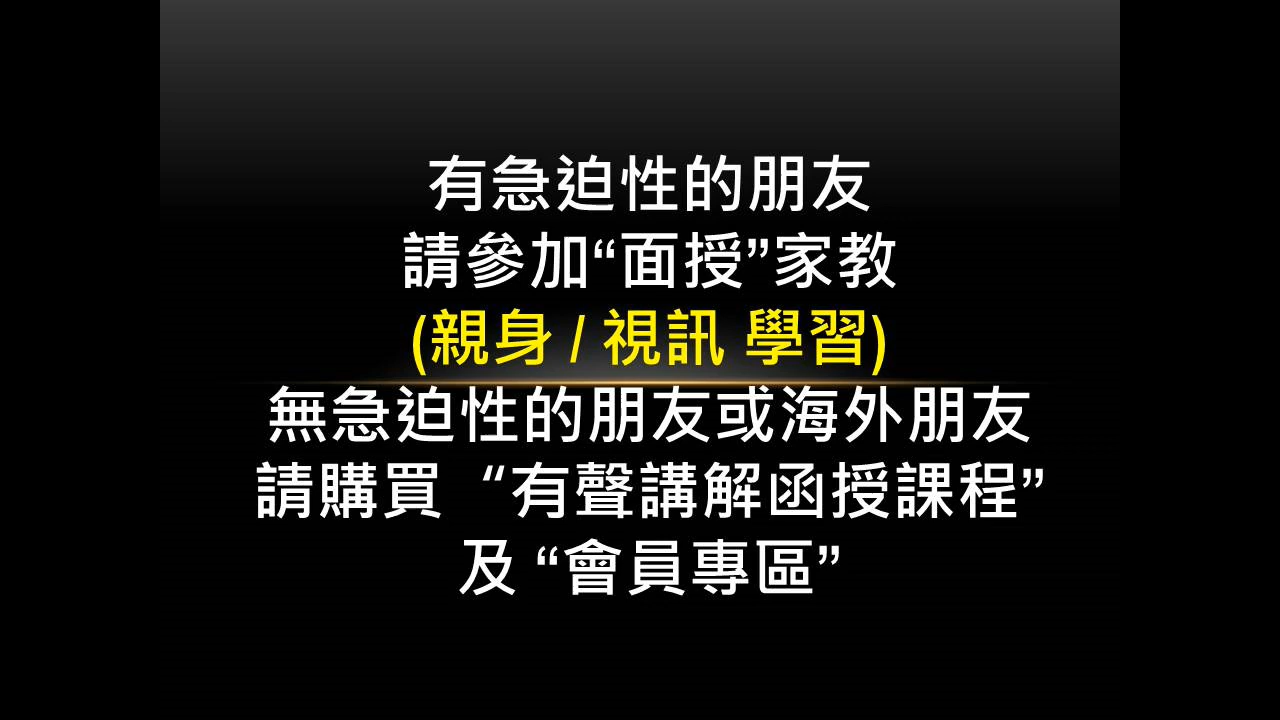 有急迫性的朋友
請參加“面授”家教
(親身 / 視訊 學習)
無急迫性的朋友或海外朋友
請購買 “有聲講解函授課程”
及 “會員專區”